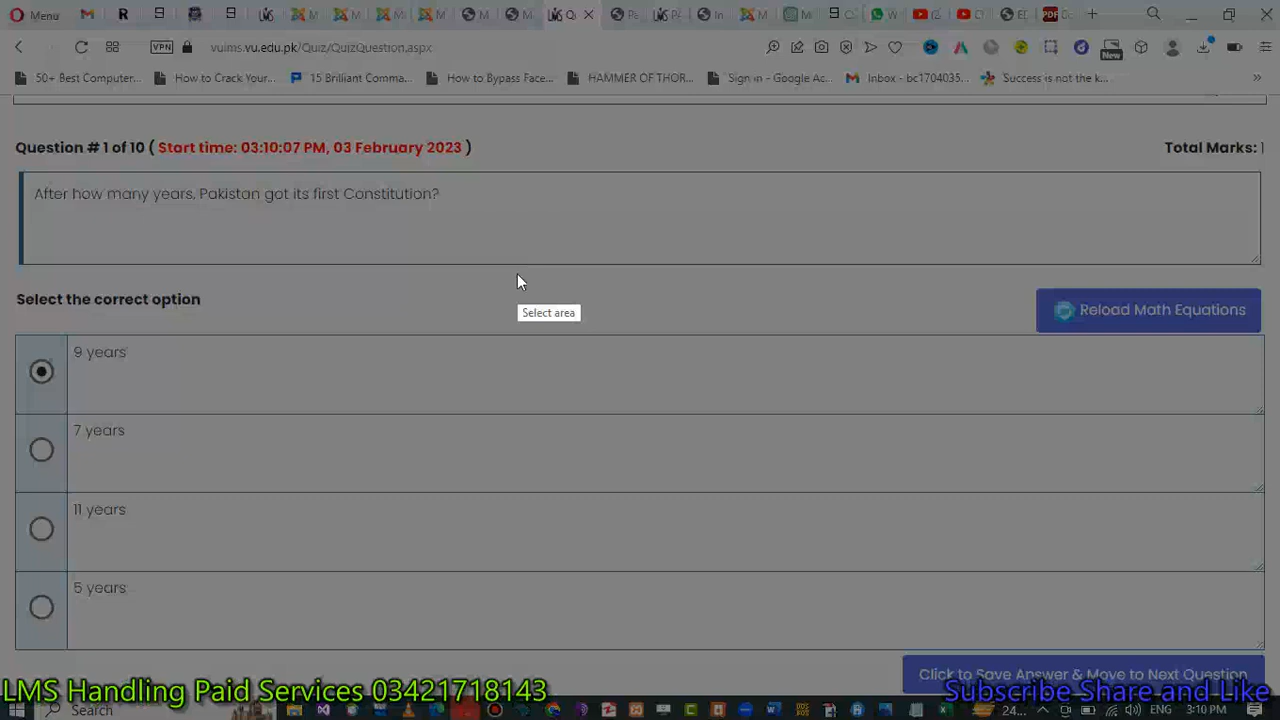 Menu
VPN
vuims.vu.edu.pk/Quiz/QuizQuestion.aspx
New
50+ Best Computer...
How to Crack Your...
15 Brilliant Comma...
How to Bypass Face...
HAMMER OF THOR...
Sign in - Google Ac...
Inbox - bc1704035...
Success is not the k...
Question # 1 of 10 ( Start time: 03:10:07 PM, 03 February 2023 )
Total Marks: 1
After how many years, Pakistan got its first Constitution?
Select the correct option
Select area
Reload Math Equations
9 years
7 years
11 years
5 years
Click to Save Answer & Move to Next Question
LMS Handling Paid Services 03421718143
Subscribe Share and Like
Search
24...
ENG
3:10 PM